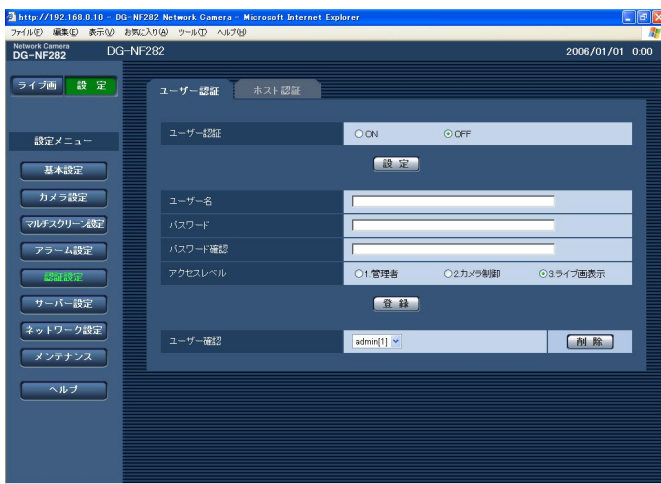 http://192.168.0.10 - DG-NF282 Network Camera - Microsoft Internet Explorer
ファイル(F) 編集(E) 表示(V) お気に入り(A) ツール(T) ヘルプ(H)
Network Camera
DG-NF282
DG-NF282
2006/01/01 0:00
ライブ画 設 定
ユーザー認証 ホスト認証
設定メニュー
基本設定
カメラ設定
マルチスクリーン設定
アラーム設定
認証設定
サーバー設定
ネットワーク設定
メンテナンス
ヘルプ
ユーザー認証 ON OFF
設 定
ユーザー名
パスワード
パスワード確認
アクセスレベル 1.管理者 2.カメラ制御 3.ライブ画表示
登 録
ユーザー確認 admin[1] 削 除